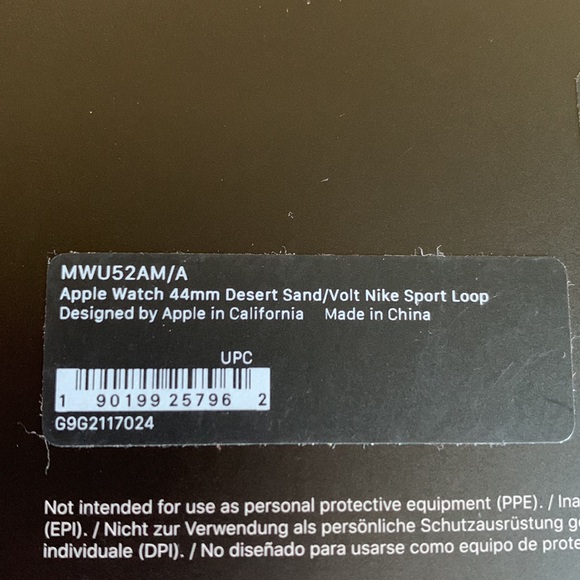 MWU52AM/A
Apple Watch 44mm Desert Sand/Volt Nike Sport Loop
Designed by Apple in California Made in China
UPC
1 90199 25796 2
G9G2117024
Not intended for use as personal protective equipment (PPE). / Ina
(EPI). / Nicht zur Verwendung als persönliche Schutzausrüstung g
individuale (DPI). / No diseñado para usarse como equipo de prote